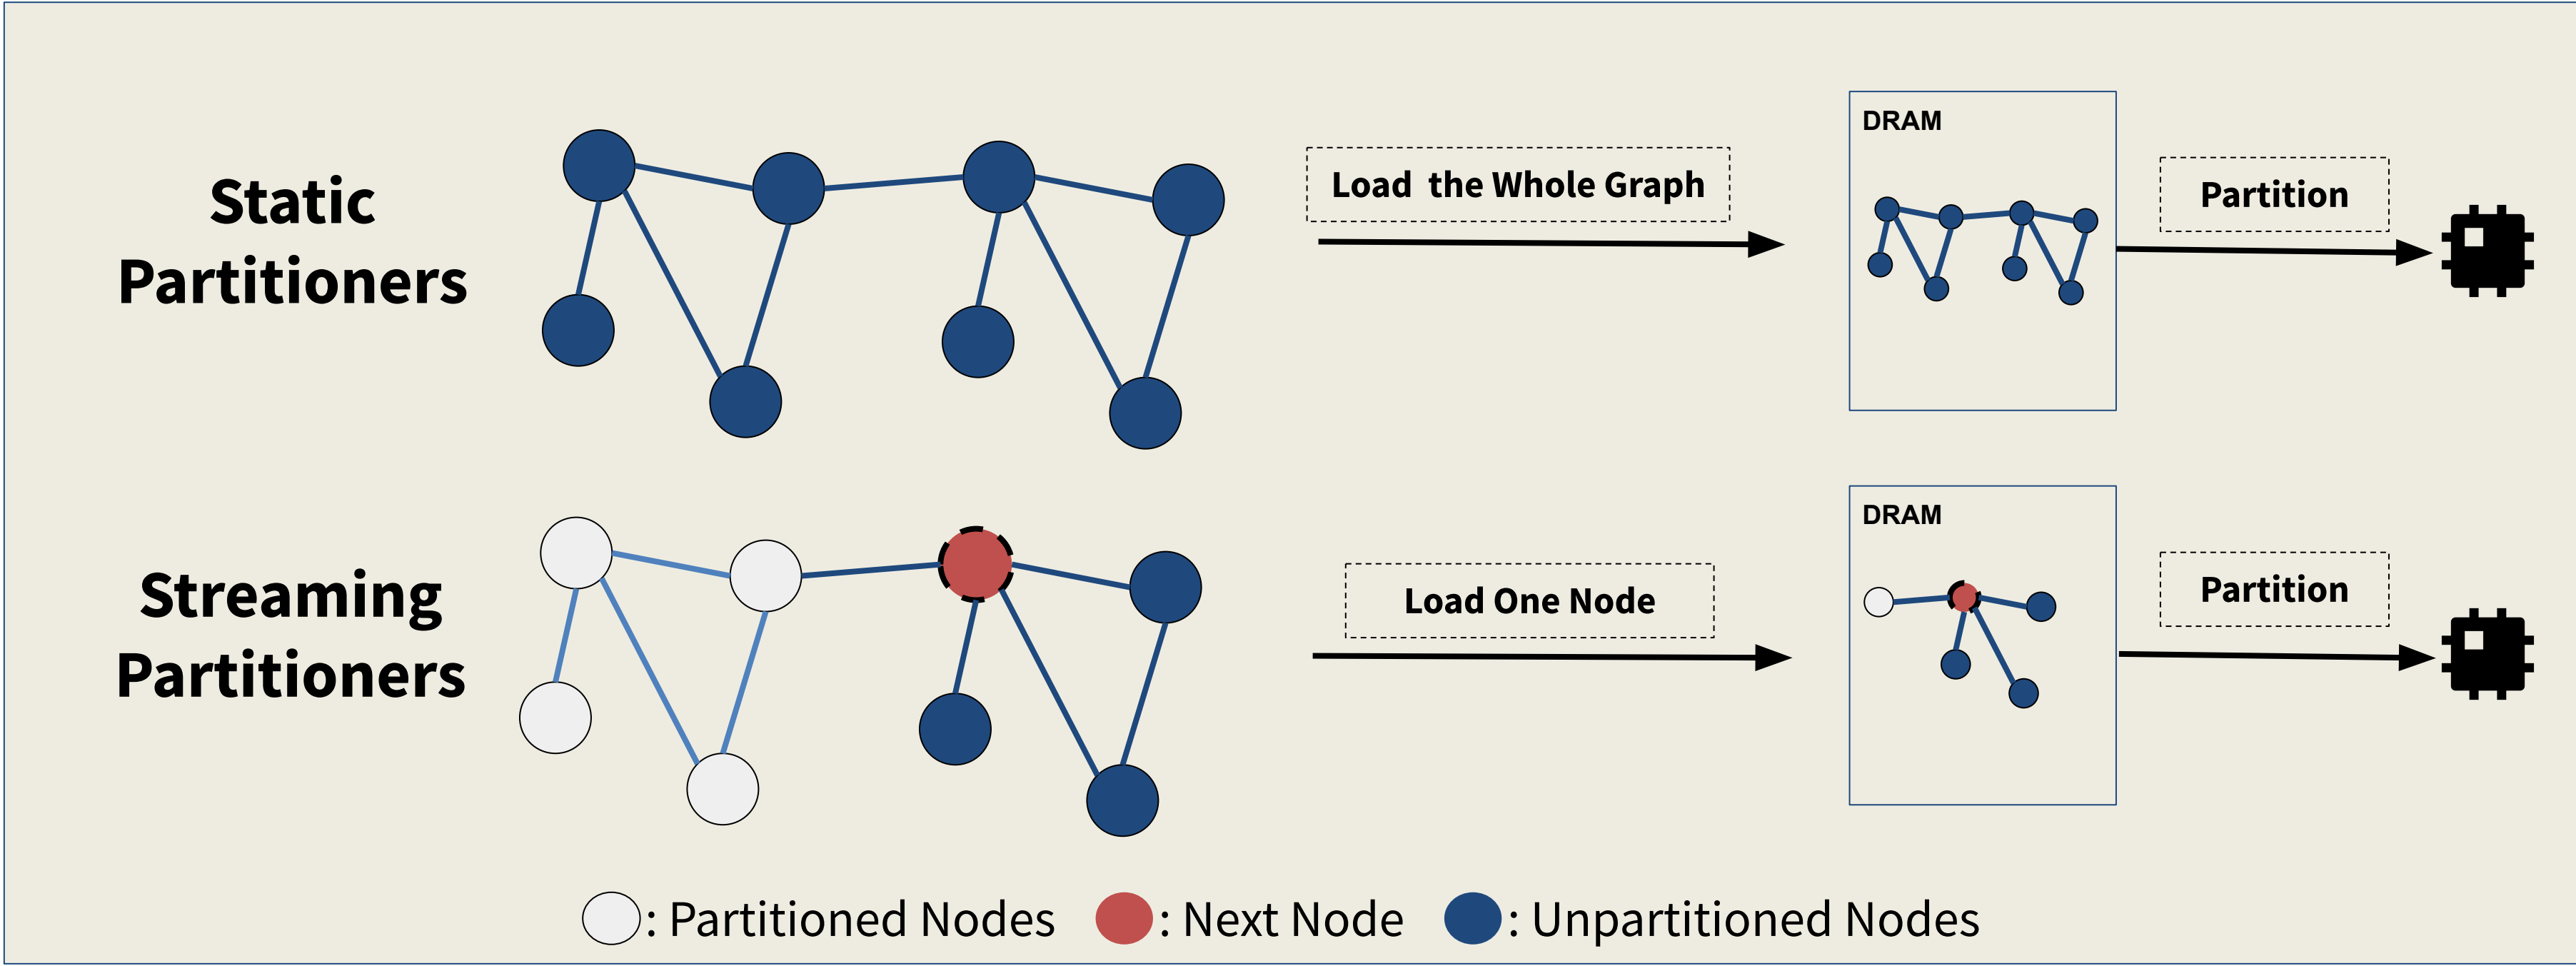 Static
Partitioners
Load  the Whole Graph
DRAM
Partition
Streaming
Partitioners
Load One Node
DRAM
Partition
: Partitioned Nodes
: Next Node
: Unpartitioned Nodes